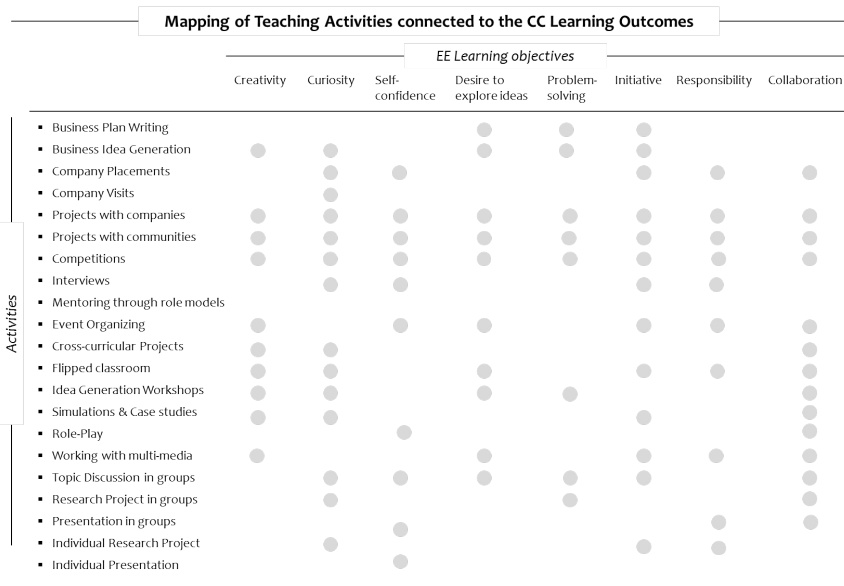 Mapping of Teaching Activities connected to the CC Learning Outcomes
EE Learning objectives
Creativity
Curiosity
Self-
confidence
Desire to
explore ideas
Problem-
solving
Initiative
Responsibility
Collaboration
Activities
▪ Business Plan Writing
▪ Business Idea Generation
▪ Company Placements
▪ Company Visits
▪ Projects with companies
▪ Projects with communities
▪ Competitions
▪ Interviews
▪ Mentoring through role models
▪ Event Organizing
▪ Cross-curricular Projects
▪ Flipped classroom
▪ Idea Generation Workshops
▪ Simulations & Case studies
▪ Role-Play
▪ Working with multi-media
▪ Topic Discussion in groups
▪ Research Project in groups
▪ Presentation in groups
▪ Individual Research Project
▪ Individual Presentation